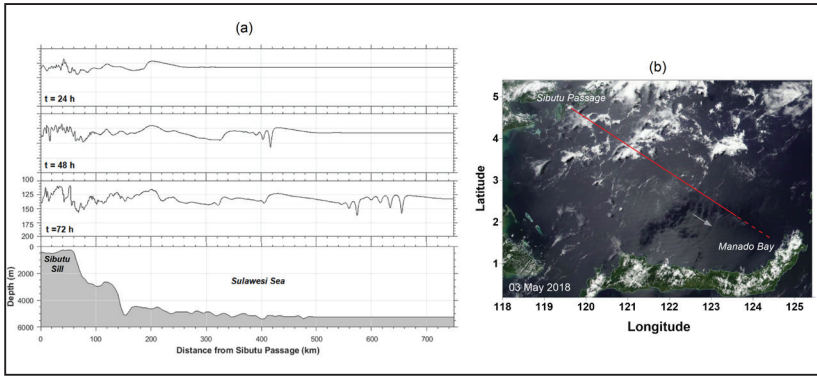 (a)
t = 24 h
t = 48 h
100
125
150
175
200
t =72 h
0
2000
4000
6000
Depth (m)
Sibutu
Sill
Sulawesi Sea
0 100 200 300 400 500 600 700
Distance from Sibutu Passage (km)
(b)
5
4
3
2
1
Latitude
Sibutu Passage
Manado Bay
03 May 2018
118 119 120 121 122 123 124 125
Longitude